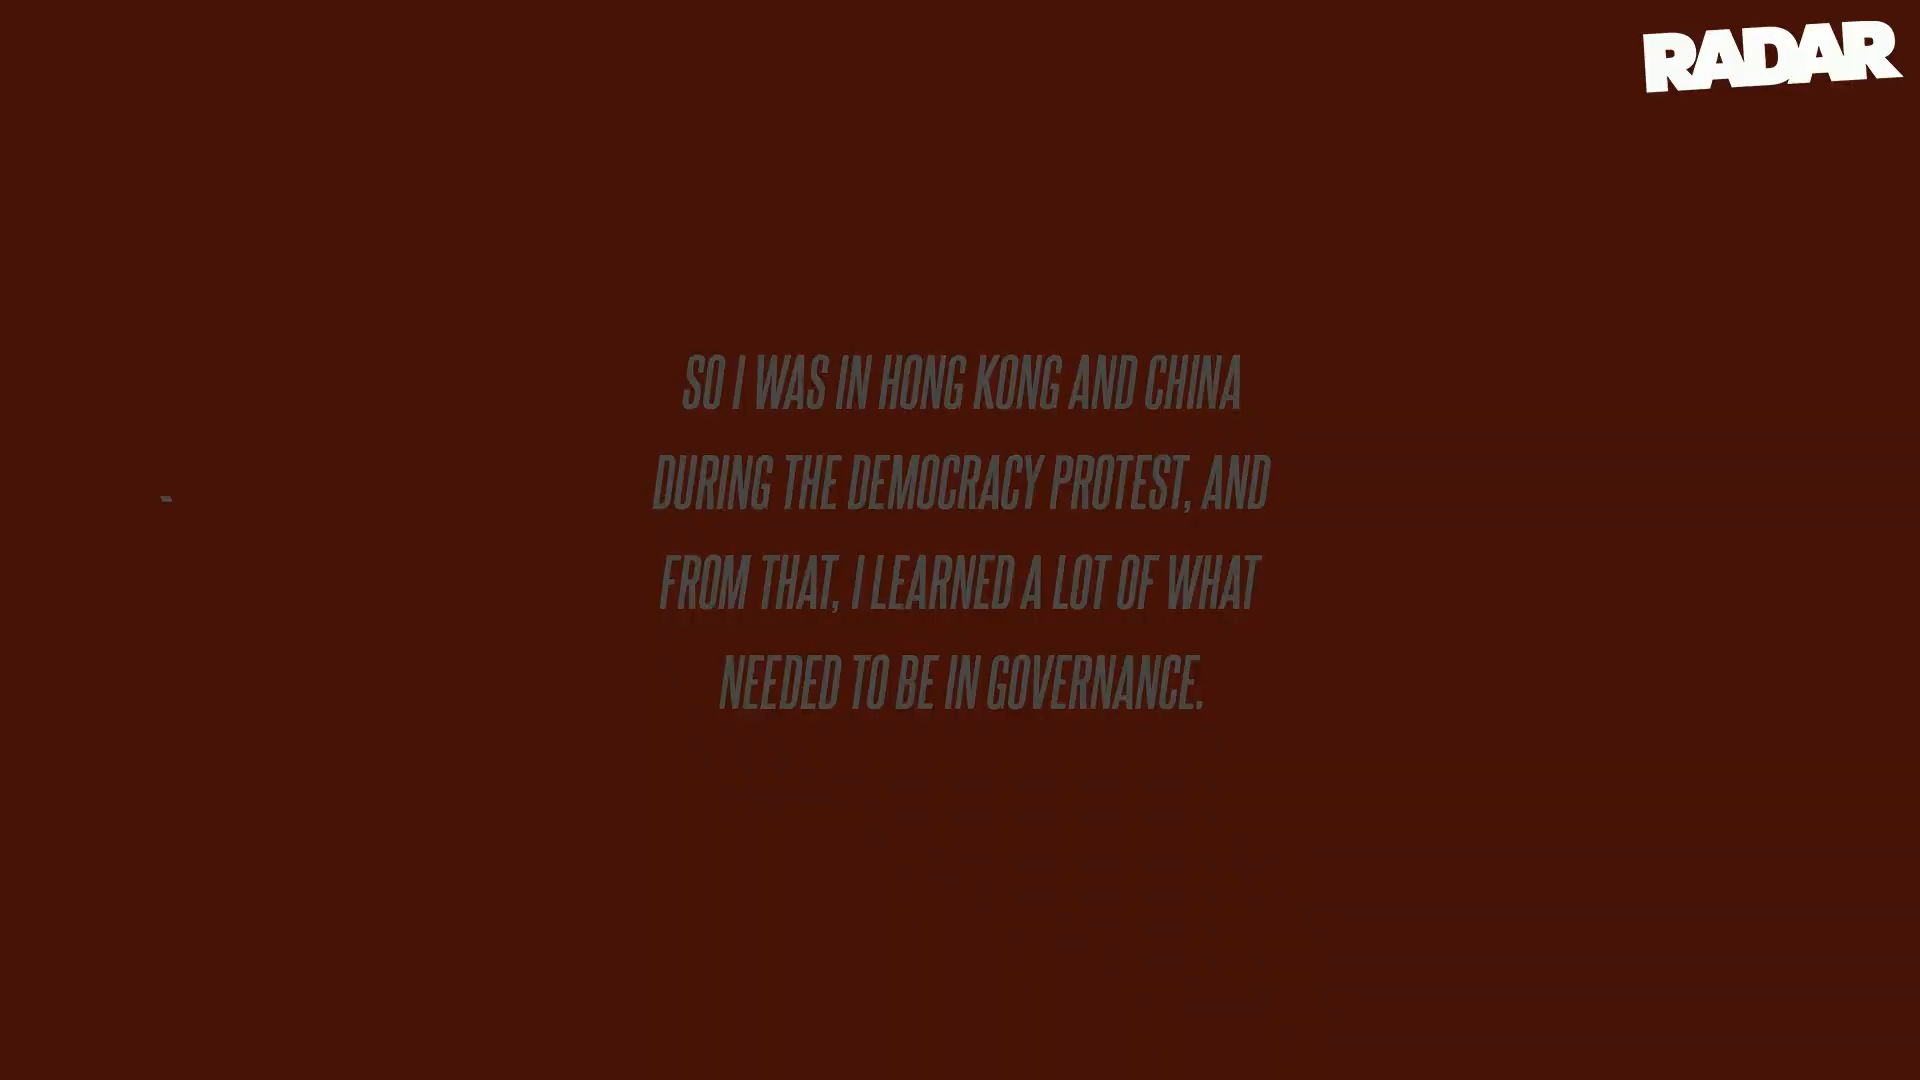 RADAR
SO I WAS IN HONG KONG AND CHINA
DURING THE DEMOCRACY PROTEST, AND
FROM THAT, I LEARNED A LOT OF WHAT
NEEDED TO BE IN GOVERNANCE.